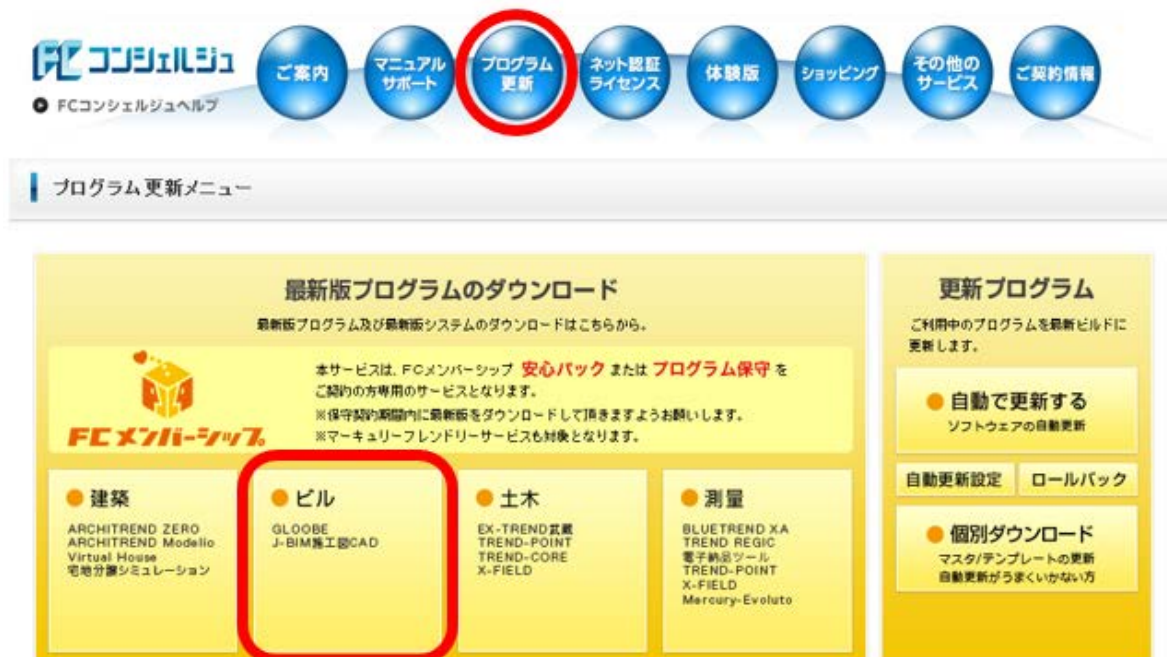 FCコンシェルジュ
FCコンシェルジュヘルプ
ご案内
マニュアル
サポート
プログラム
更新
ネット認証
ライセンス
体験版
ショッピング
その他の
サービス
ご契約情報
プログラム更新メニュー
最新版プログラムのダウンロード
最新版プログラム及び最新版システムのダウンロードはこちらから。
FCメンバーシップ
本サービスは、FCメンバーシップ 安心パック または プログラム保守 を
ご契約の方専用のサービスとなります。
※保守契約期間内に最新版をダウンロードして頂きますようお願いします。
※マーキュリーフレンドリーサービスも対象となります。
建築
ARCHITREND ZERO
ARCHITREND Modelio
Virtual House
宅地分譲シミュレーション
ビル
GLOOBE
J-BIM施工図CAD
土木
EX-TREND武蔵
TREND-POINT
TREND-CORE
X-FIELD
測量
BLUETREND XA
TREND REGIC
電子納品ツール
TREND-POINT
X-FIELD
Mercury-Evoluto
更新プログラム
ご利用中のプログラムを最新ビルドに
更新します。
自動で更新する
ソフトウェアの自動更新
自動更新設定
ロールバック
個別ダウンロード
マスタ/テンプレートの更新
自動更新がうまくいかない方